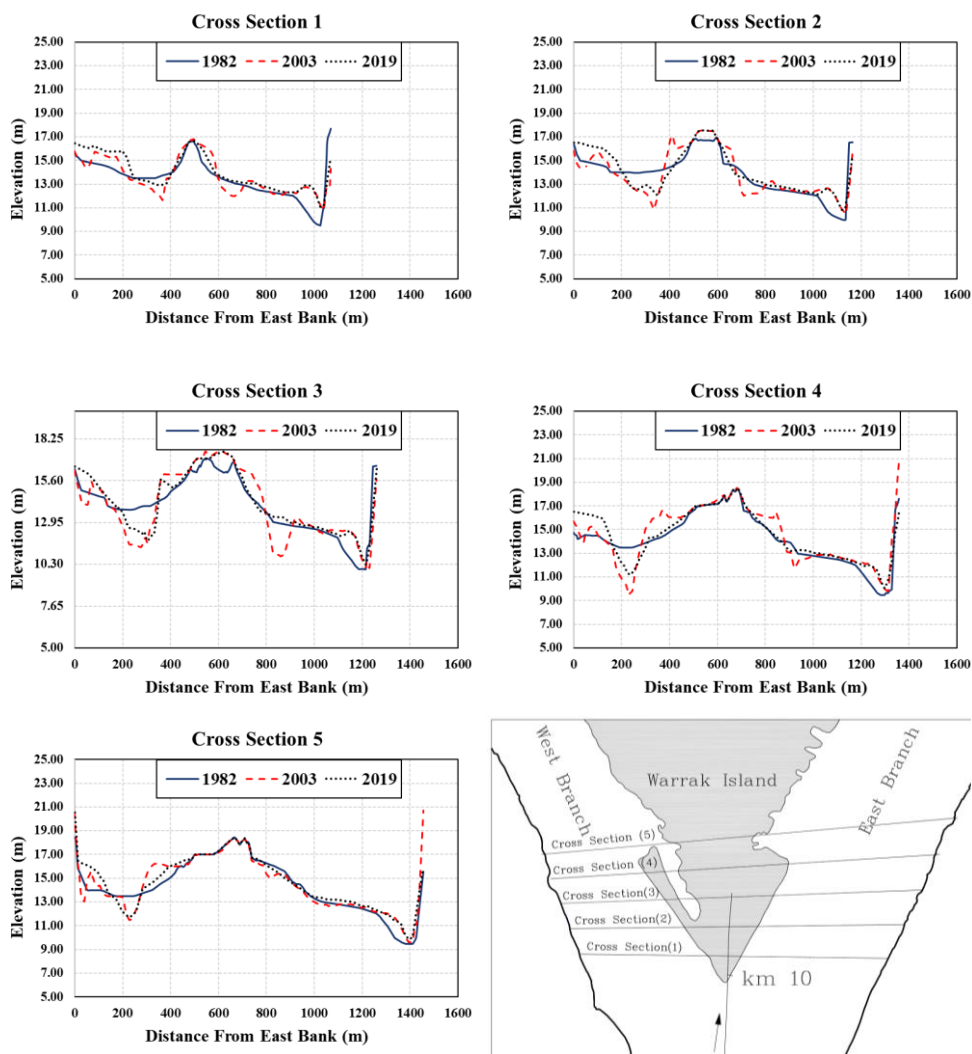 Cross Section 1
25.00
23.00
21.00
19.00
17.00
15.00
13.00
11.00
9.00
7.00
5.00
Elevation (m)
1982 2003 2019
0 200 400 600 800 1000 1200 1400 1600
Distance From East Bank (m)
Cross Section 2
25.00
23.00
21.00
19.00
17.00
15.00
13.00
11.00
9.00
7.00
5.00
Elevation (m)
1982 2003 2019
0 200 400 600 800 1000 1200 1400 1600
Distance From East Bank (m)
Cross Section 3
18.25
15.60
12.95
10.30
7.65
5.00
Elevation (m)
1982 2003 2019
0 200 400 600 800 1000 1200 1400 1600
Distance From East Bank (m)
Cross Section 4
25.00
23.00
21.00
19.00
17.00
15.00
13.00
11.00
9.00
7.00
5.00
Elevation (m)
1982 2003 2019
0 200 400 600 800 1000 1200 1400 1600
Distance From East Bank (m)
Cross Section 5
25.00
23.00
21.00
19.00
17.00
15.00
13.00
11.00
9.00
7.00
5.00
Elevation (m)
1982 2003 2019
0 200 400 600 800 1000 1200 1400 1600
Distance From East Bank (m)
West Branch
Warrak Island
East Branch
Cross Section (5)
Cross Section (4)
Cross Section(3)
Cross Section(2)
Cross Section(1)
km 10